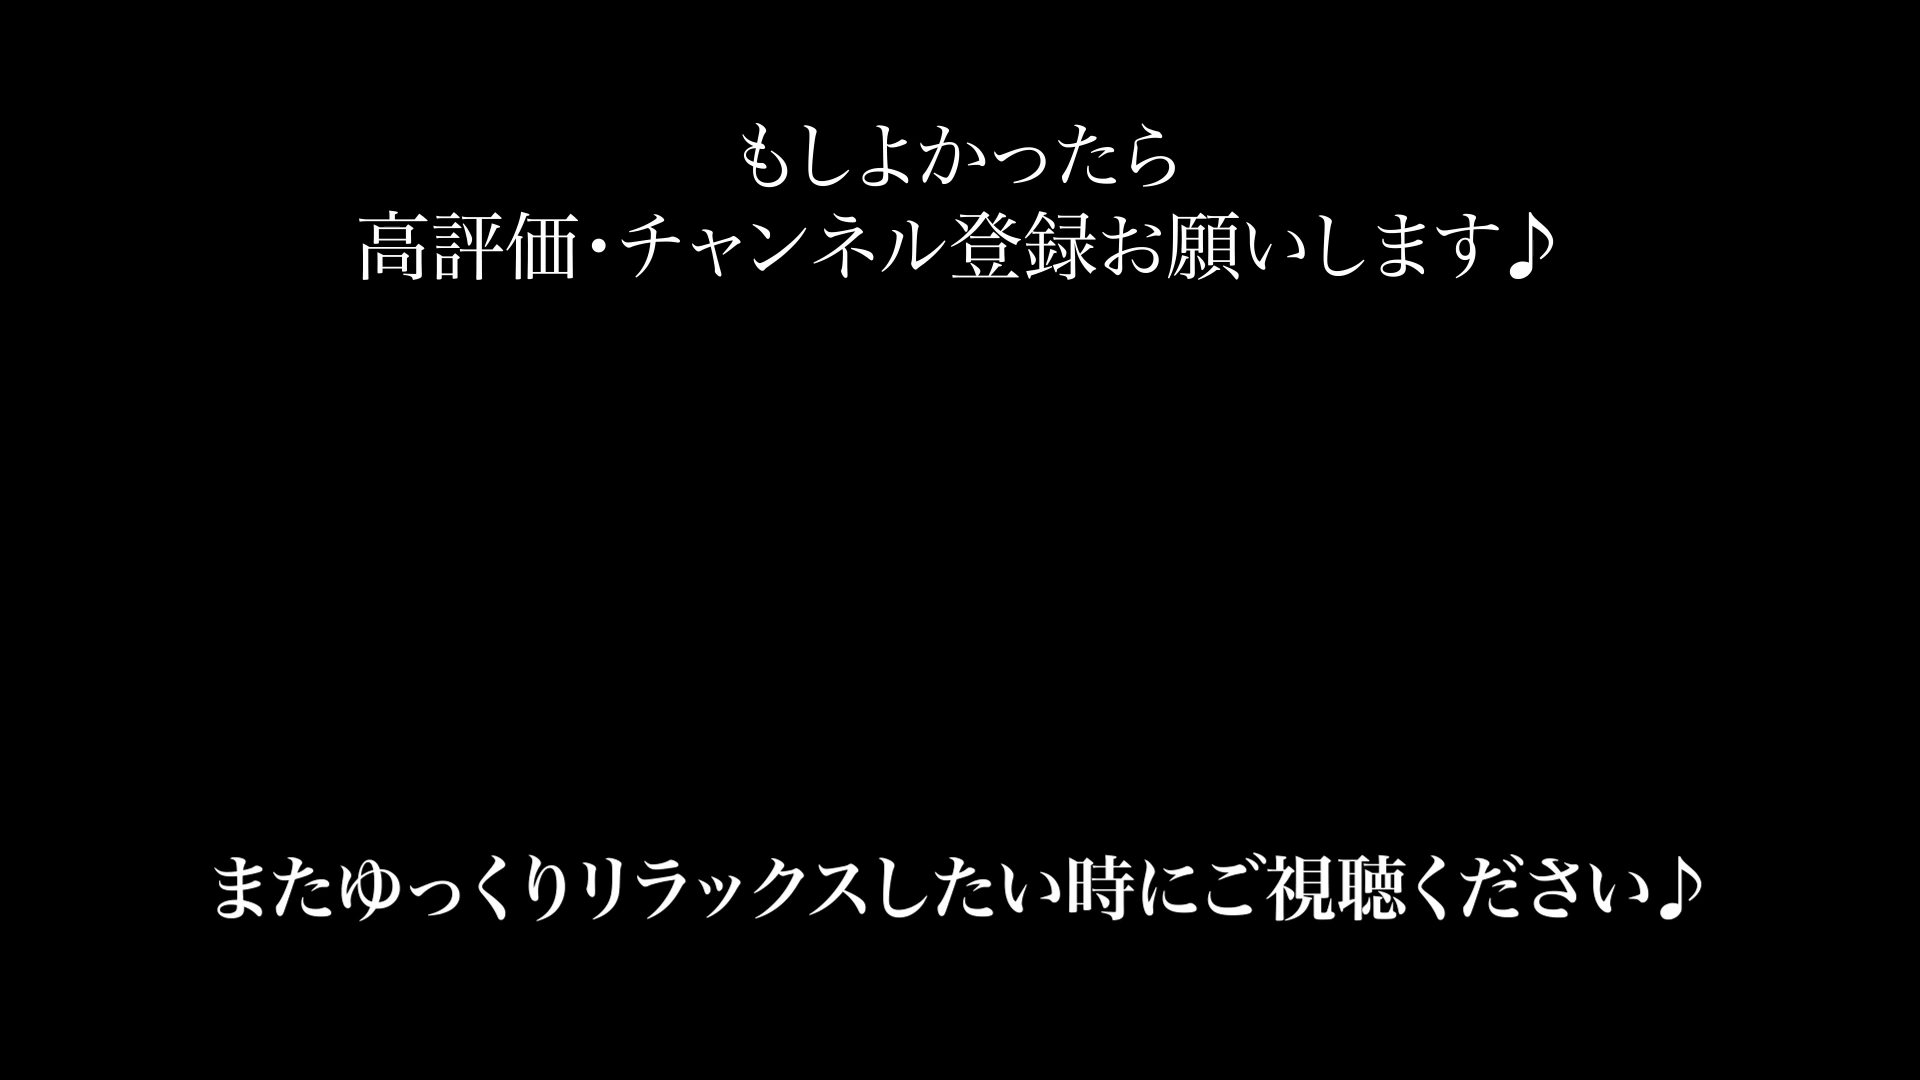 もしよかったら
高評価・チャンネル登録お願いします♪
またゆっくりリラックスしたい時にご視聴ください♪